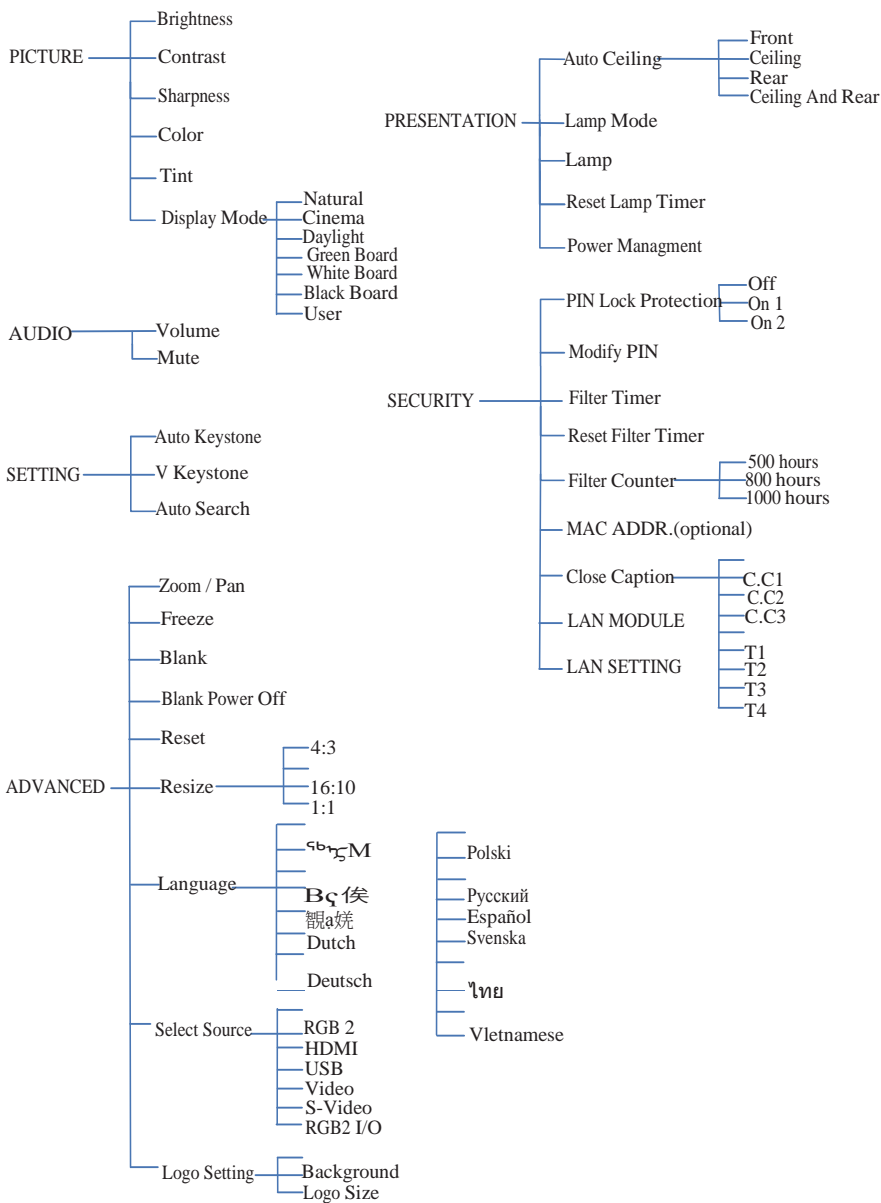 PICTURE
Brightness
Contrast
Sharpness
Color
Tint
Display Mode
Natural
Cinema
Daylight
Green Board
White Board
Black Board
User
AUDIO
Volume
Mute
SETTING
Auto Keystone
V Keystone
Auto Search
ADVANCED
Zoom / Pan
Freeze
Blank
Blank Power Off
Reset
Resize
4:3
16:10
1:1
Language
Dutch
Deutsch
Polski
Русский
Español
Svenska
ไทย
Vletnamese
Select Source
RGB 2
HDMI
USB
Video
S-Video
RGB2 I/O
Logo Setting
Background
Logo Size
PRESENTATION
Auto Ceiling
Front
Ceiling
Rear
Ceiling And Rear
Lamp Mode
Lamp
Reset Lamp Timer
Power Managment
SECURITY
PIN Lock Protection
Off
On 1
On 2
Modify PIN
Filter Timer
Reset Filter Timer
Filter Counter
500 hours
800 hours
1000 hours
MAC ADDR.(optional)
Close Caption
C.C1
C.C2
C.C3
T1
T2
T3
T4
LAN MODULE
LAN SETTING